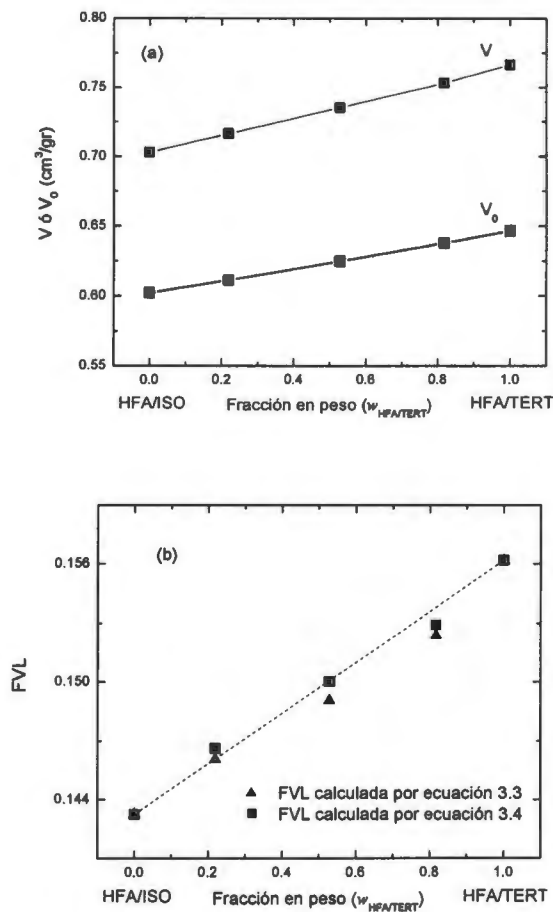 0.80
(a)
V
0.75
0.70
V ó V₀ (cm³/gr)
V₀
0.65
0.60
0.55
0.0 0.2 0.4 0.6 0.8 1.0
HFA/ISO Fracción en peso (w HFA/TERT) HFA/TERT
(b)
0.156
FVL
0.150
0.144
▲ FVL calculada por ecuación 3.3
■ FVL calculada por ecuación 3.4
0.0 0.2 0.4 0.6 0.8 1.0
HFA/ISO Fracción en peso (w HFA/TERT) HFA/TERT